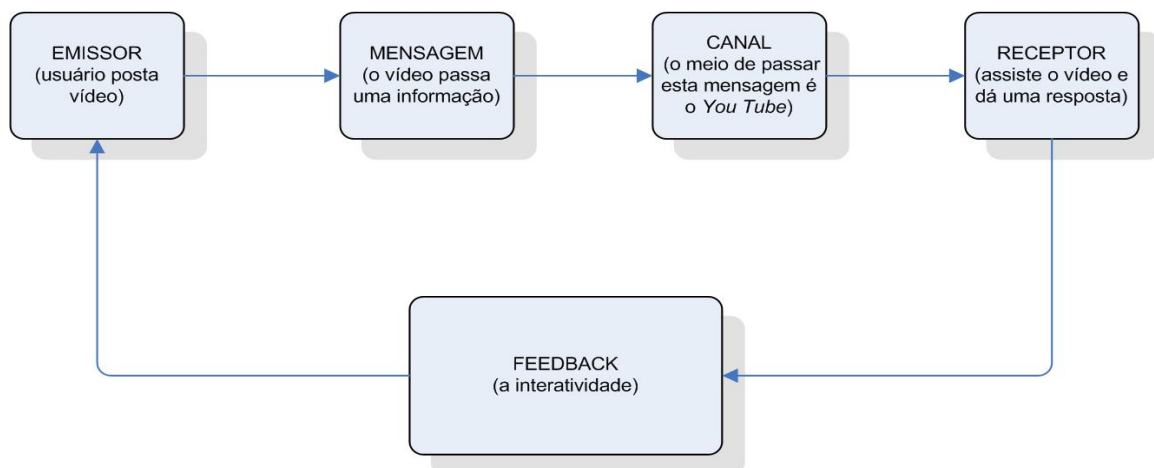 EMISSOR
(usuário posta
vídeo)
MENSAGEM
(o vídeo passa
uma informação)
CANAL
(o meio de passar
esta mensagem é
o You Tube)
RECEPTOR
(assiste o vídeo e
dá uma resposta)
FEEDBACK
(a interatividade)